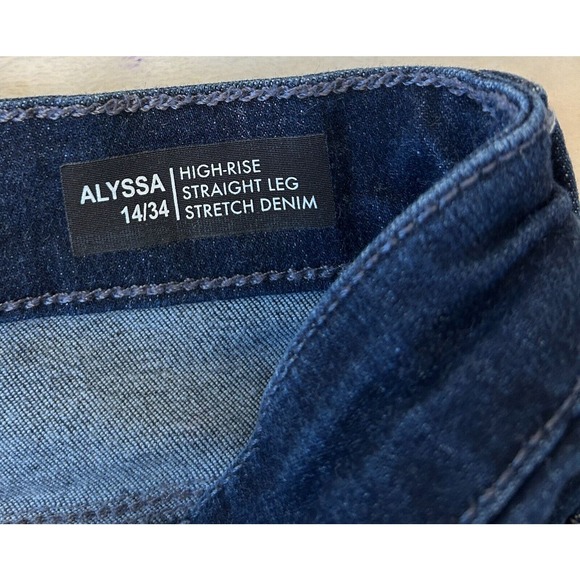 ALYSSA
14/34
HIGH-RISE
STRAIGHT LEG
STRETCH DENIM